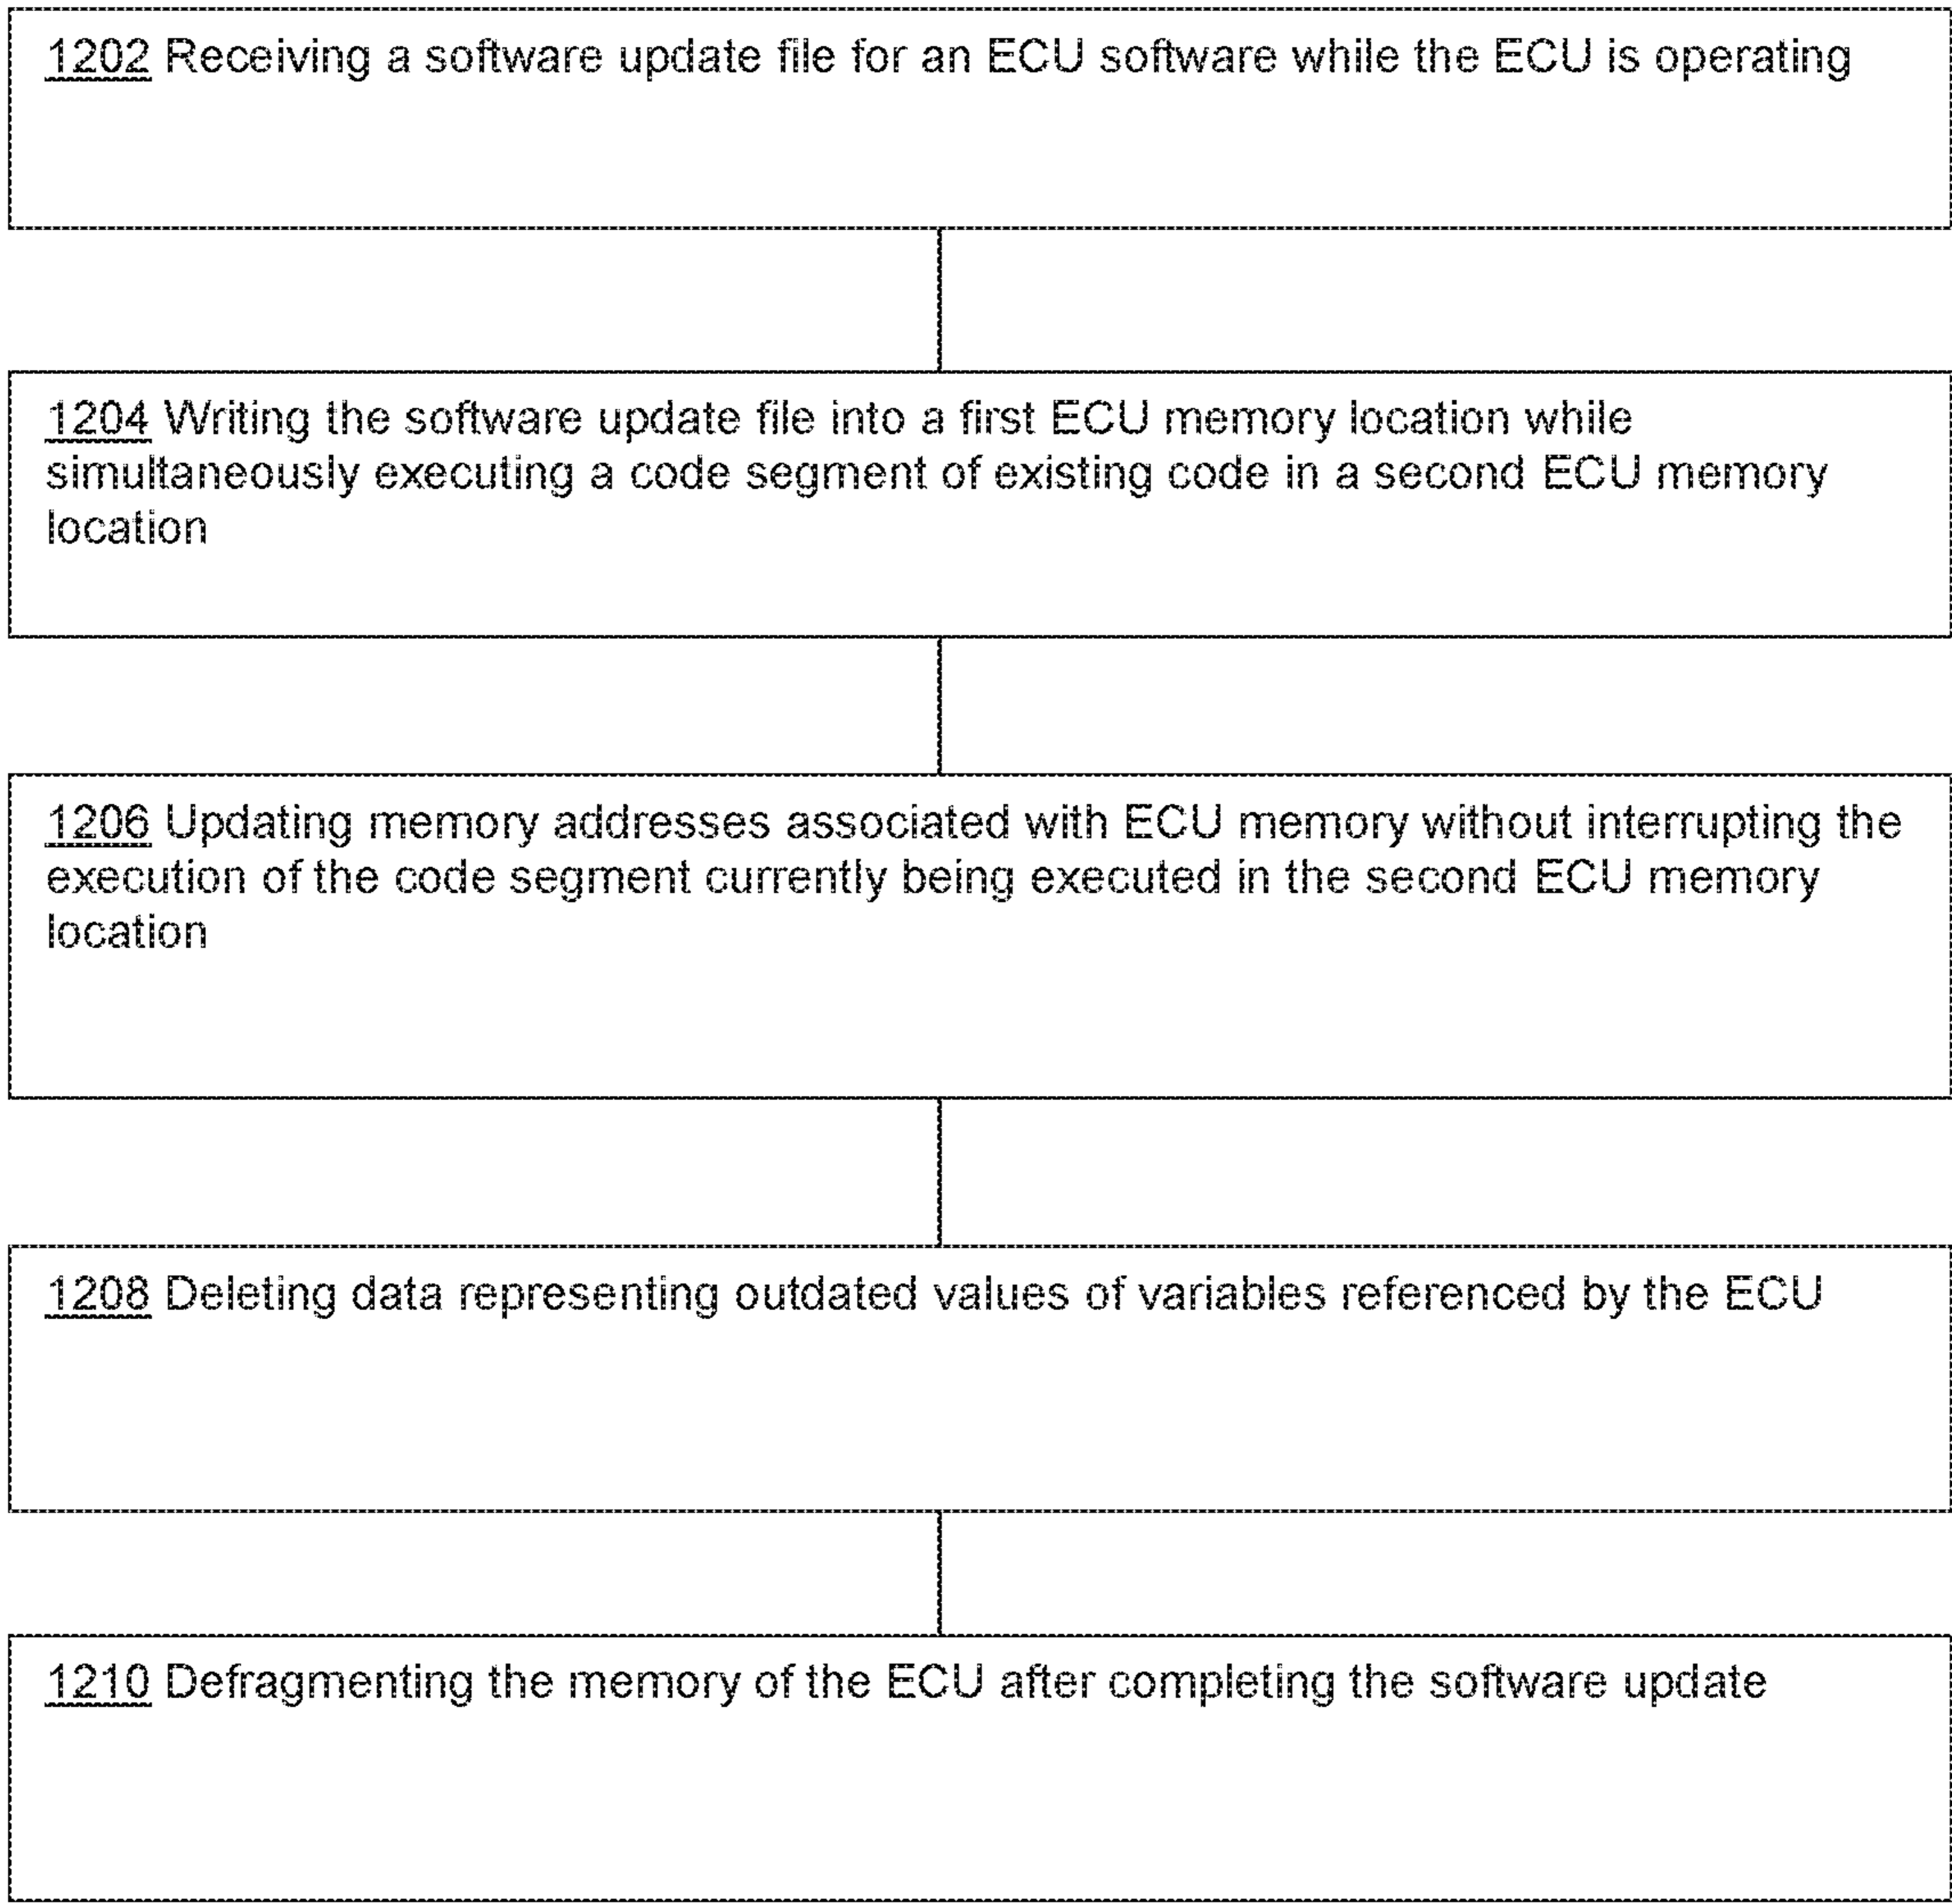 1202 Receiving a software update file for an ECU software while the ECU is operating
1204 Writing the software update file into a first ECU memory location while
simultaneously executing a code segment of existing code in a second ECU memory
location
1206 Updating memory addresses associated with ECU memory without interrupting the
execution of the code segment currently being executed in the second ECU memory
location
1208 Deleting data representing outdated values of variables referenced by the ECU
1210 Defragmenting the memory of the ECU after completing the software update